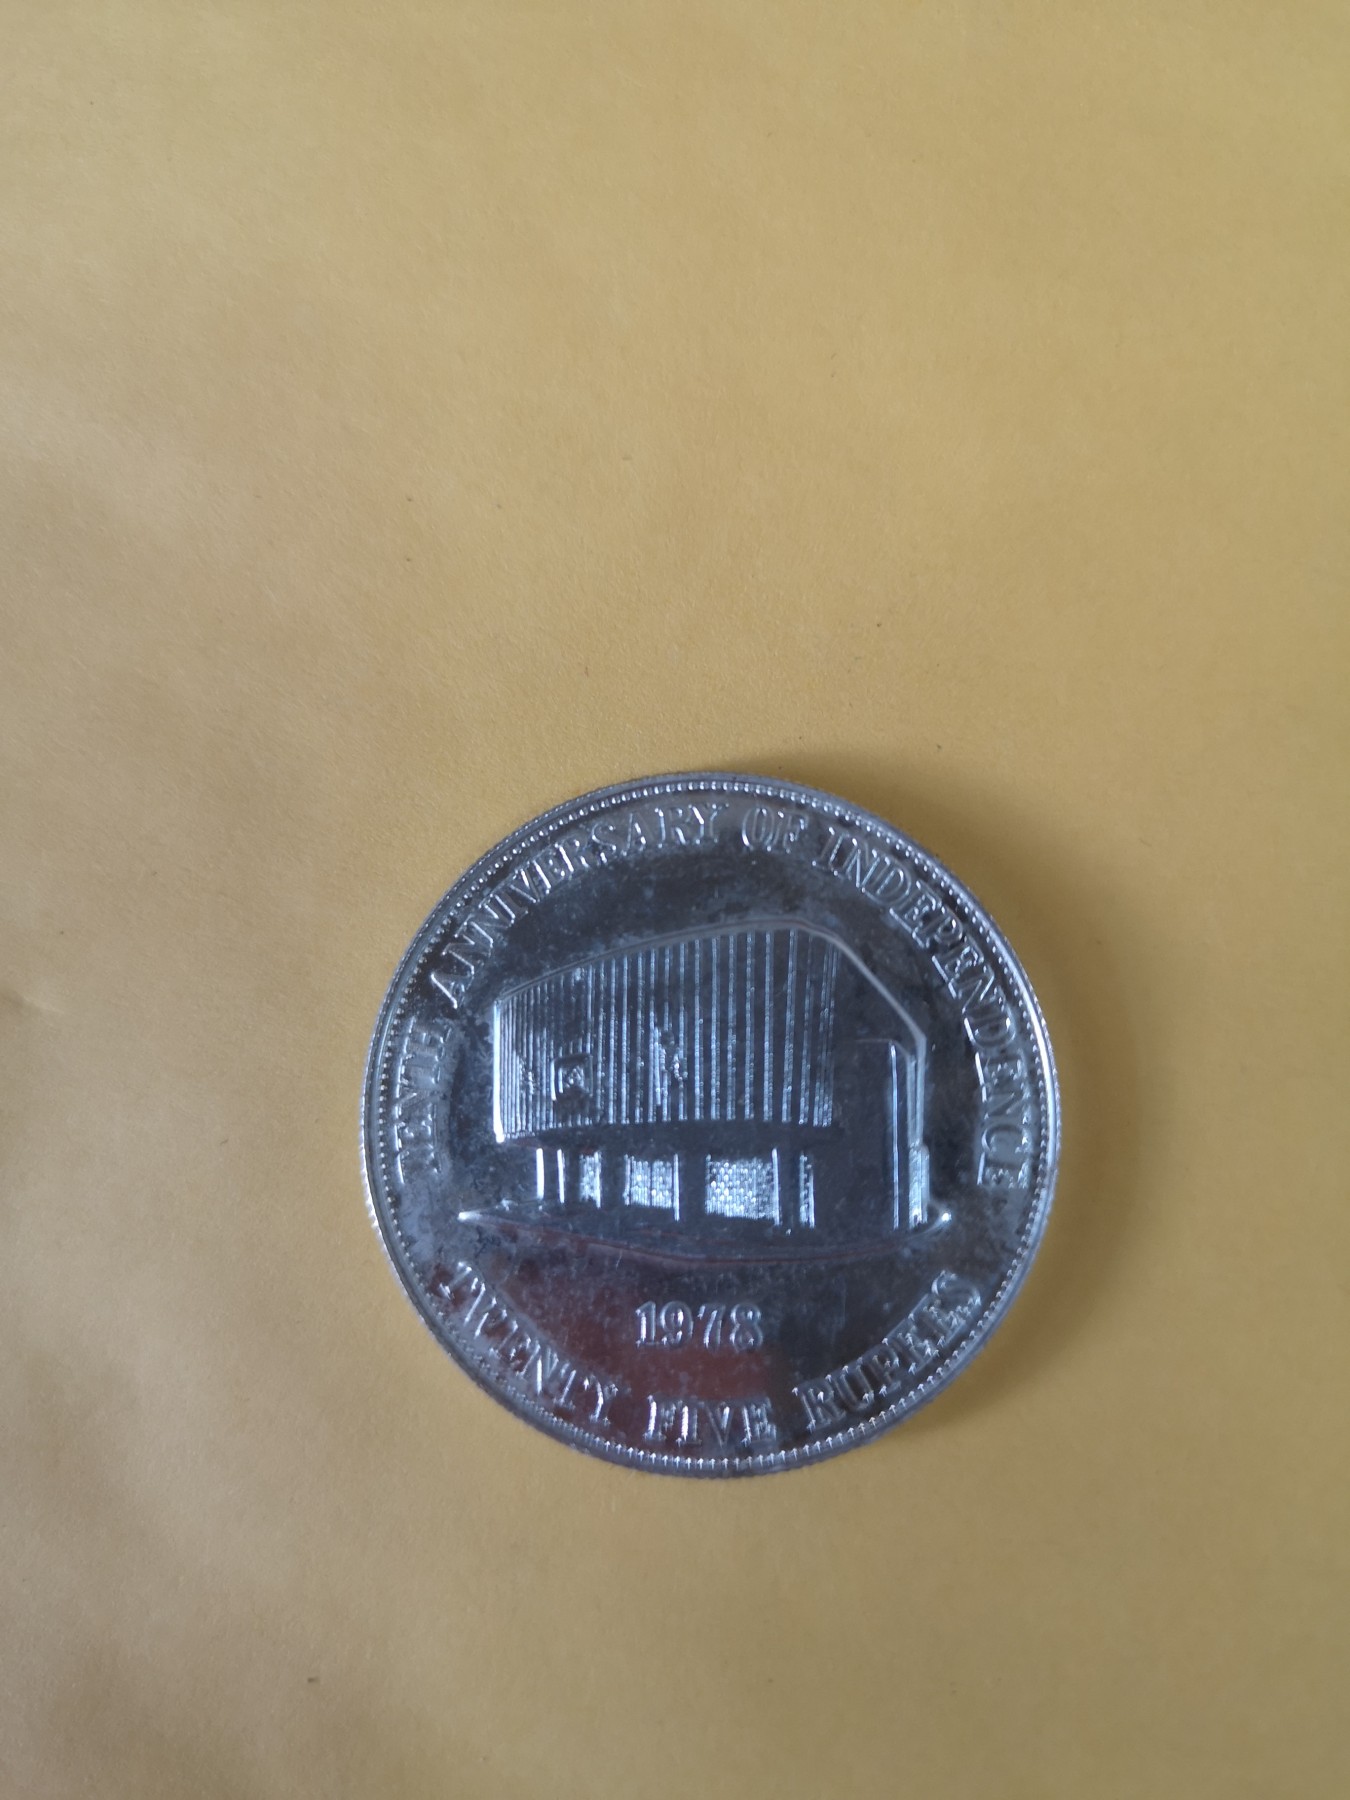 TENTH ANNIVERSARY OF INDEPENDENCE
1978
TWENTY FIVE RUPEES